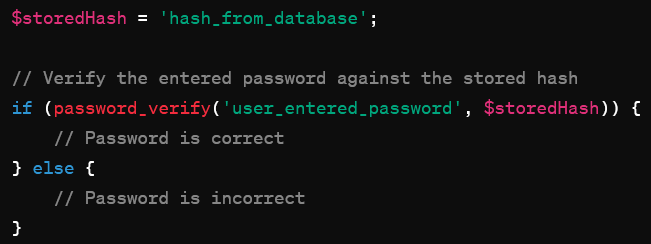 $storedHash = 'hash_from_database';
// Verify the entered password against the stored hash
if (password_verify('user_entered_password', $storedHash)) {
    // Password is correct
} else {
    // Password is incorrect
}